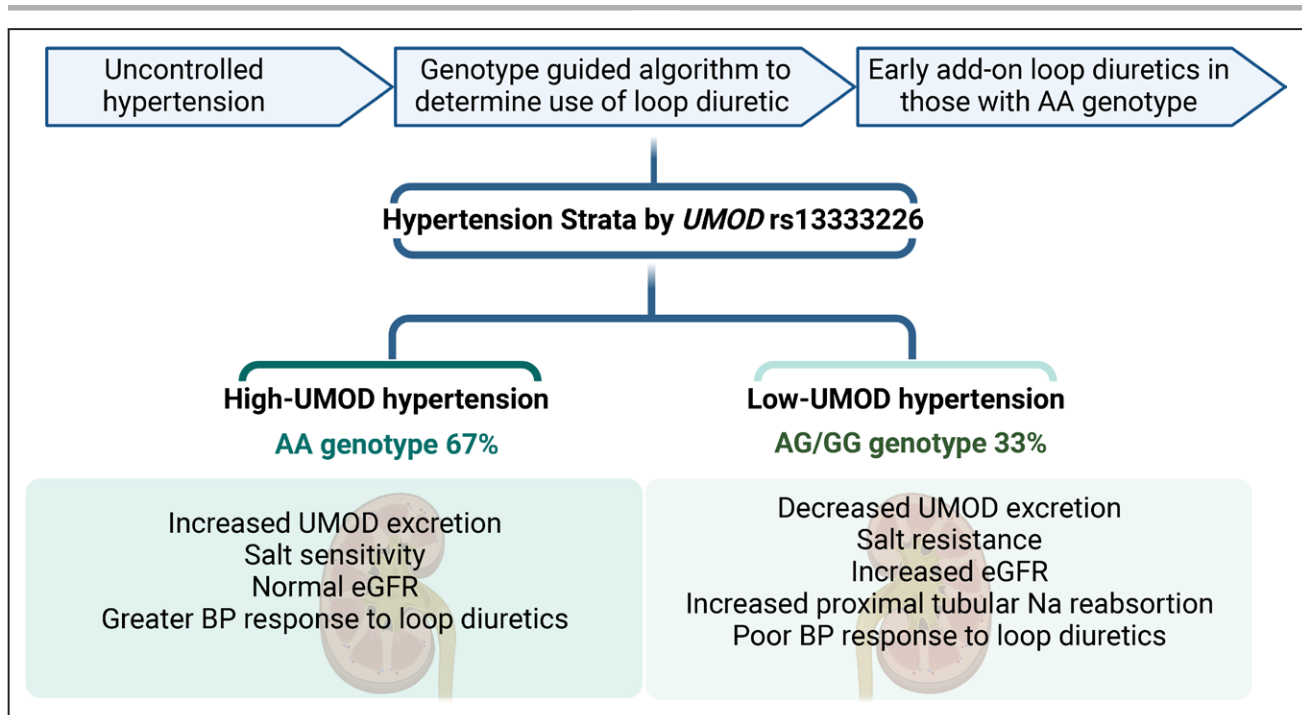 Uncontrolled
hypertension
Genotype guided algorithm to
determine use of loop diuretic
Early add-on loop diuretics in
those with AA genotype
Hypertension Strata by UMOD rs13333226
High-UMOD hypertension
AA genotype 67%
Increased UMOD excretion
Salt sensitivity
Normal eGFR
Greater BP response to loop diuretics
Low-UMOD hypertension
AG/GG genotype 33%
Decreased UMOD excretion
Salt resistance
Increased eGFR
Increased proximal tubular Na reabsortion
Poor BP response to loop diuretics